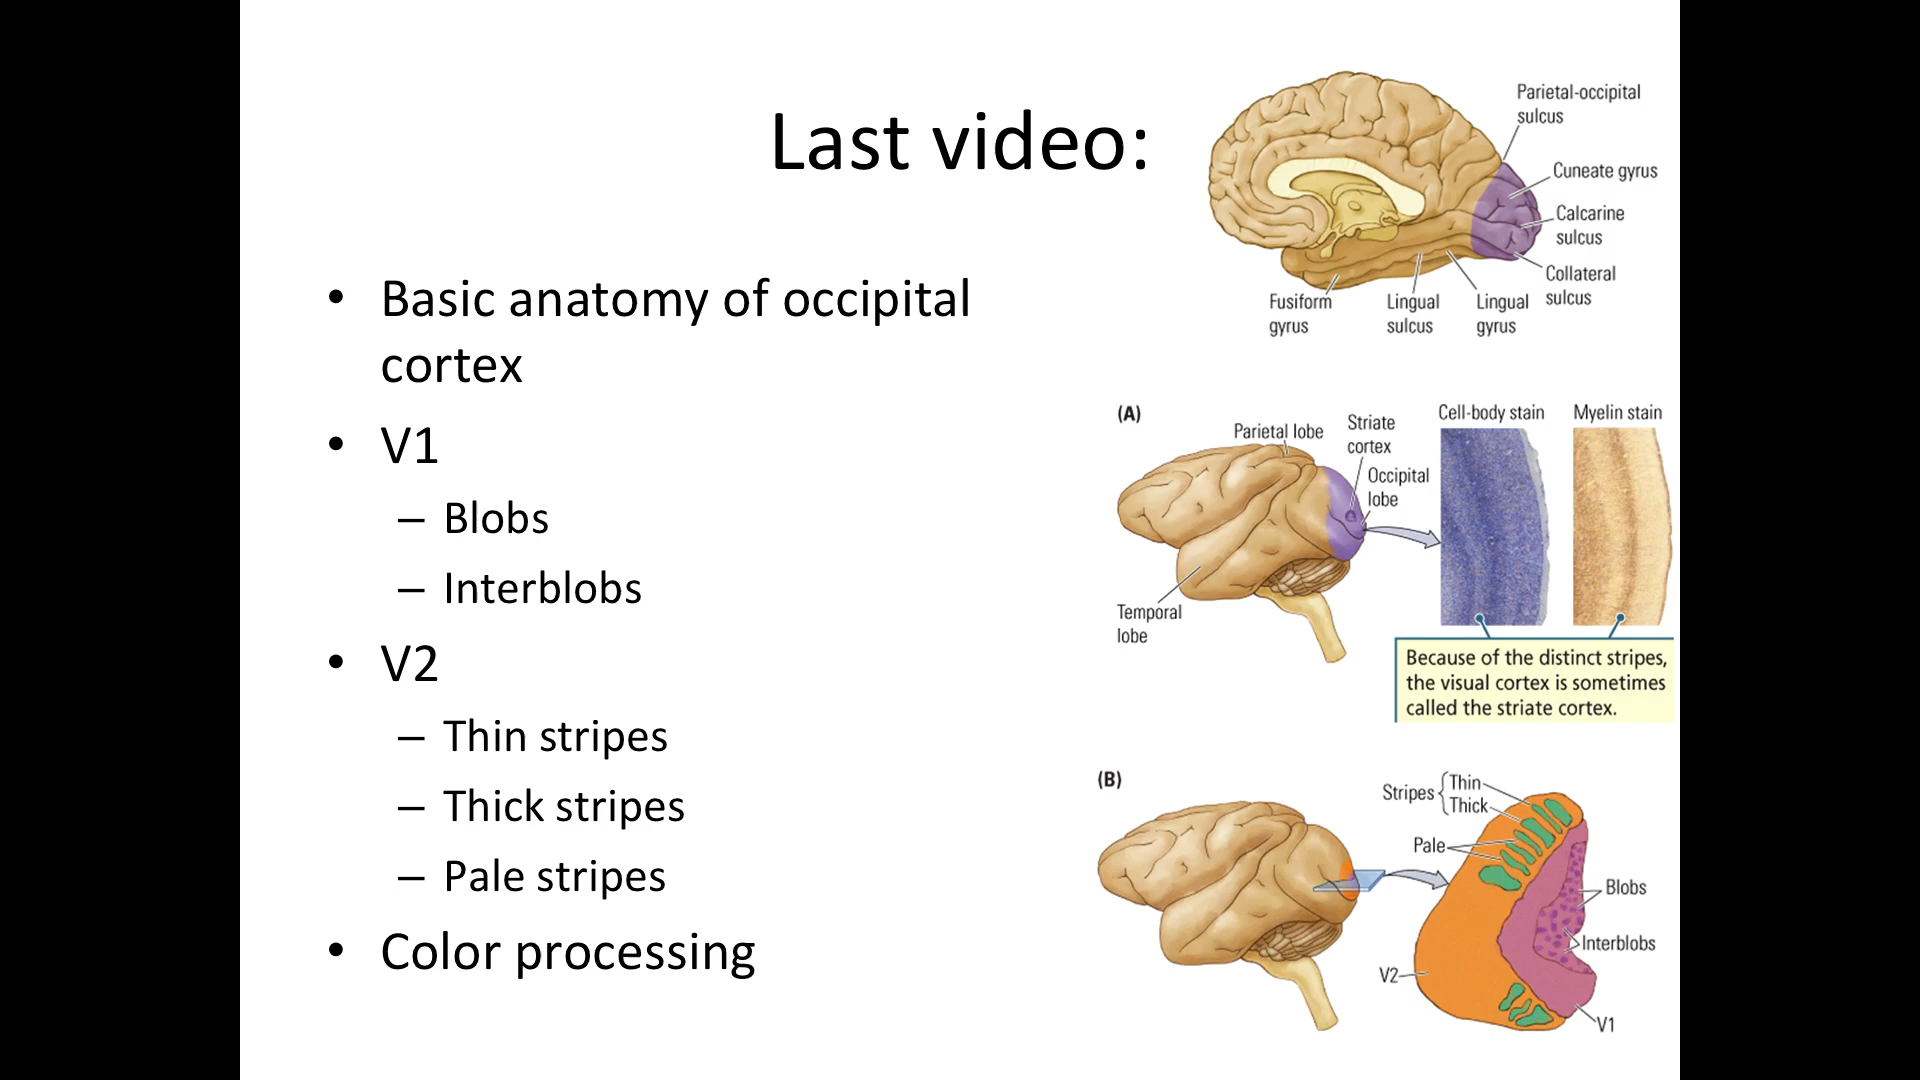 Last video:
• Basic anatomy of occipital
cortex
• V1
– Blobs
– Interblobs
• V2
– Thin stripes
– Thick stripes
– Pale stripes
• Color processing
Parietal-occipital
sulcus
Cuneate gyrus
Calcarine
sulcus
Collateral
sulcus
Fusiform
gyrus
Lingual
sulcus
Lingual
gyrus
(A)
Parietal lobe
Striate
cortex
Occipital
lobe
Temporal
lobe
Cell-body stain
Myelin stain
Because of the distinct stripes,
the visual cortex is sometimes
called the striate cortex.
(B)
Stripes
Thin
Thick
Pale
Blobs
Interblobs
V2
V1